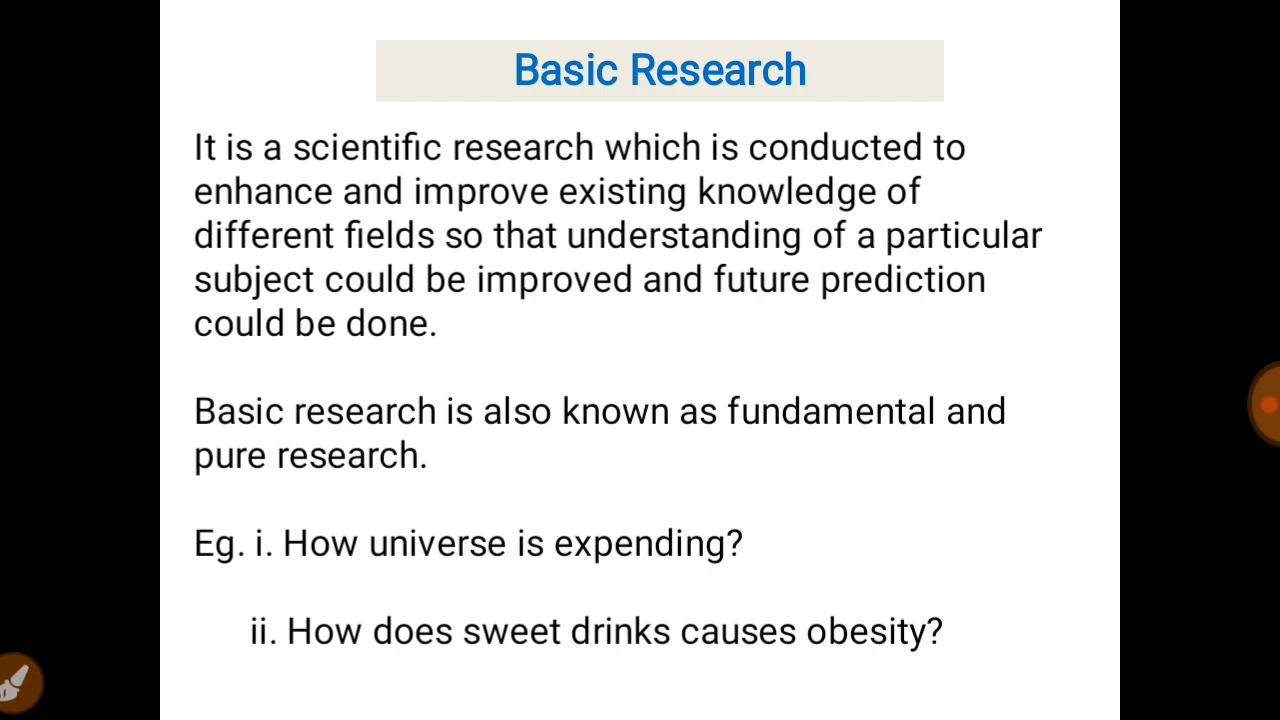 Basic Research
It is a scientific research which is conducted to
enhance and improve existing knowledge of
different fields so that understanding of a particular
subject could be improved and future prediction
could be done.
Basic research is also known as fundamental and
pure research.
Eg. i. How universe is expending?
ii. How does sweet drinks causes obesity?